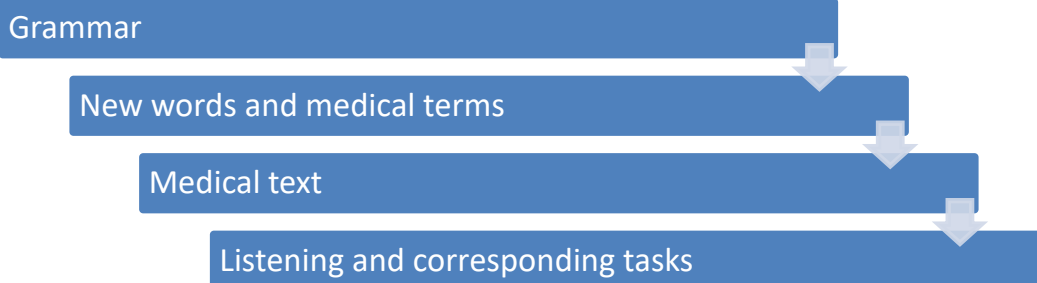 Grammar
New words and medical terms
Medical text
Listening and corresponding tasks